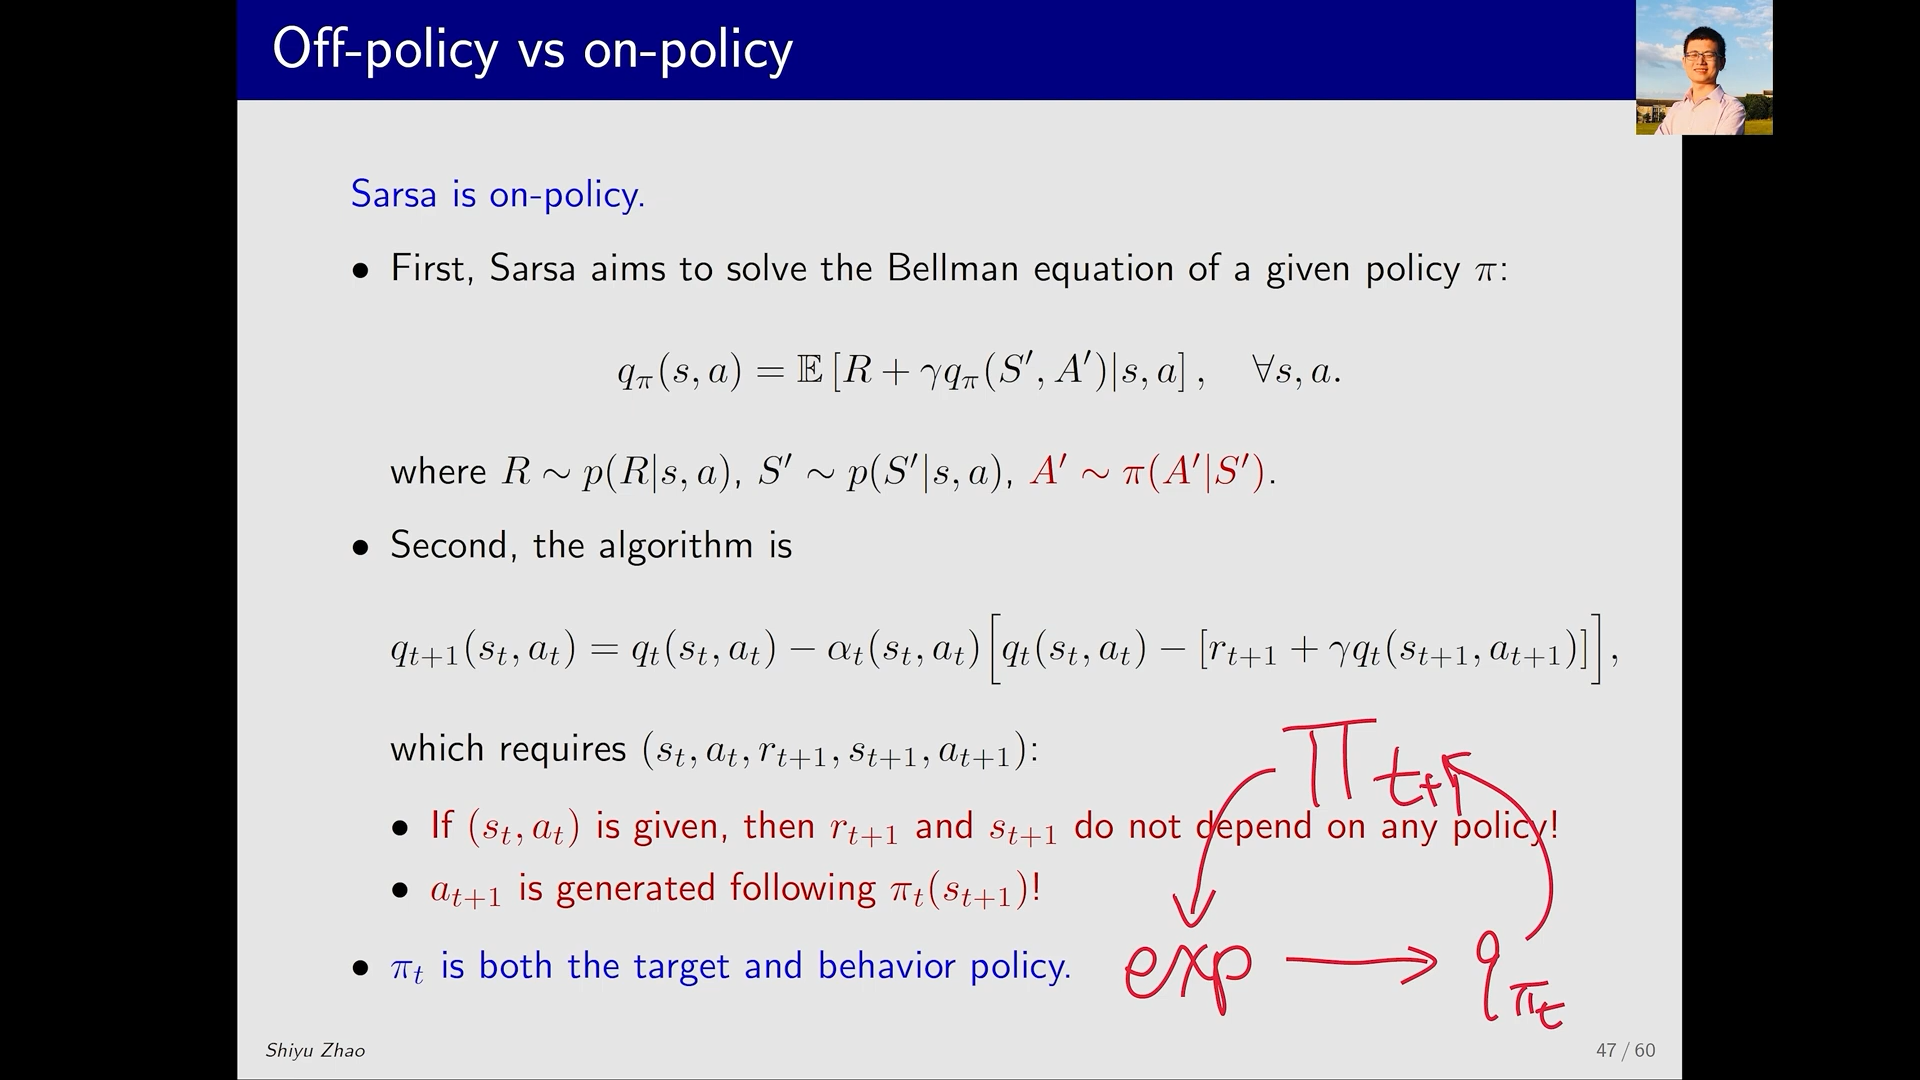 Off-policy vs on-policy
Sarsa is on-policy.
• First, Sarsa aims to solve the Bellman equation of a given policy π:
q_π(s, a) = 𝔼 [R + γq_π(S′, A′)|s, a] , ∀s, a.
where R ∼ p(R|s, a), S′ ∼ p(S′|s, a), A′ ∼ π(A′|S′).
• Second, the algorithm is
q_{t+1}(s_t, a_t) = q_t(s_t, a_t) − α_t(s_t, a_t)[q_t(s_t, a_t) − [r_{t+1} + γq_t(s_{t+1}, a_{t+1})]],
which requires (s_t, a_t, r_{t+1}, s_{t+1}, a_{t+1}):
π_{t+1}
• If (s_t, a_t) is given, then r_{t+1} and s_{t+1} do not depend on any policy!
• a_{t+1} is generated following π_t(s_{t+1})!
• π_t is both the target and behavior policy.
exp → q_{π_t}
Shiyu Zhao
47 / 60